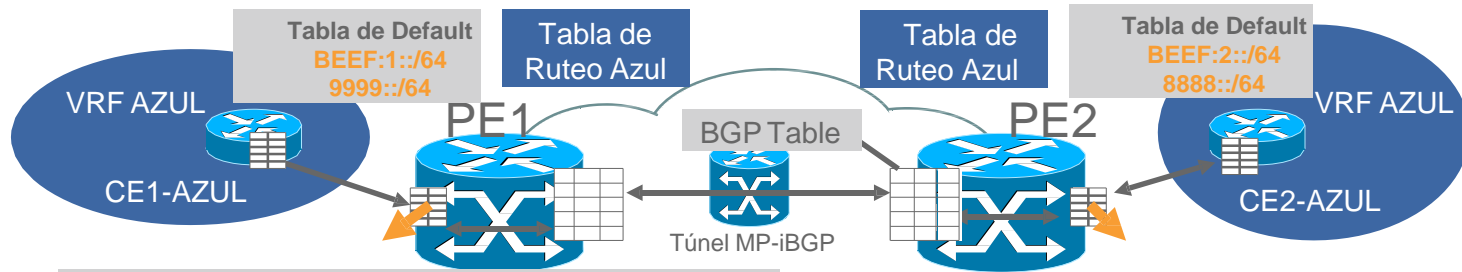 Tabla de Default
BEEF:1::/64
9999::/64
Tabla de
Ruteo Azul
Tabla de
Ruteo Azul
Tabla de Default
BEEF:2::/64
8888::/64
VRF AZUL
CE1-AZUL
PE1
BGP Table
PE2
VRF AZUL
CE2-AZUL
Túnel MP-iBGP